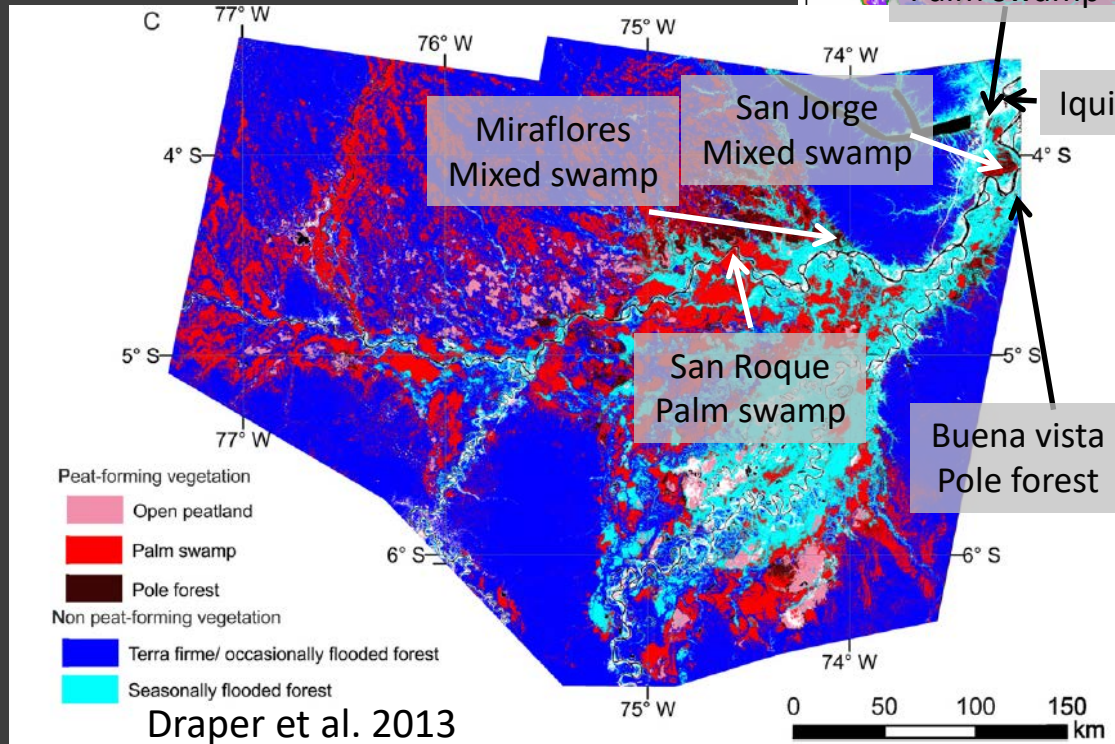 Palm swamp
C
77° W
76° W
75° W
74° W
Iqui
San Jorge
Mixed swamp
Miraflores
Mixed swamp
4° S
4° S
5° S
5° S
San Roque
Palm swamp
Buena vista
Pole forest
77° W
Peat-forming vegetation
Open peatland
Palm swamp
Pole forest
Non peat-forming vegetation
Terra firme/ occasionally flooded forest
Seasonally flooded forest
6° S
6° S
74° W
75° W
Draper et al. 2013
0 50 100 150
km